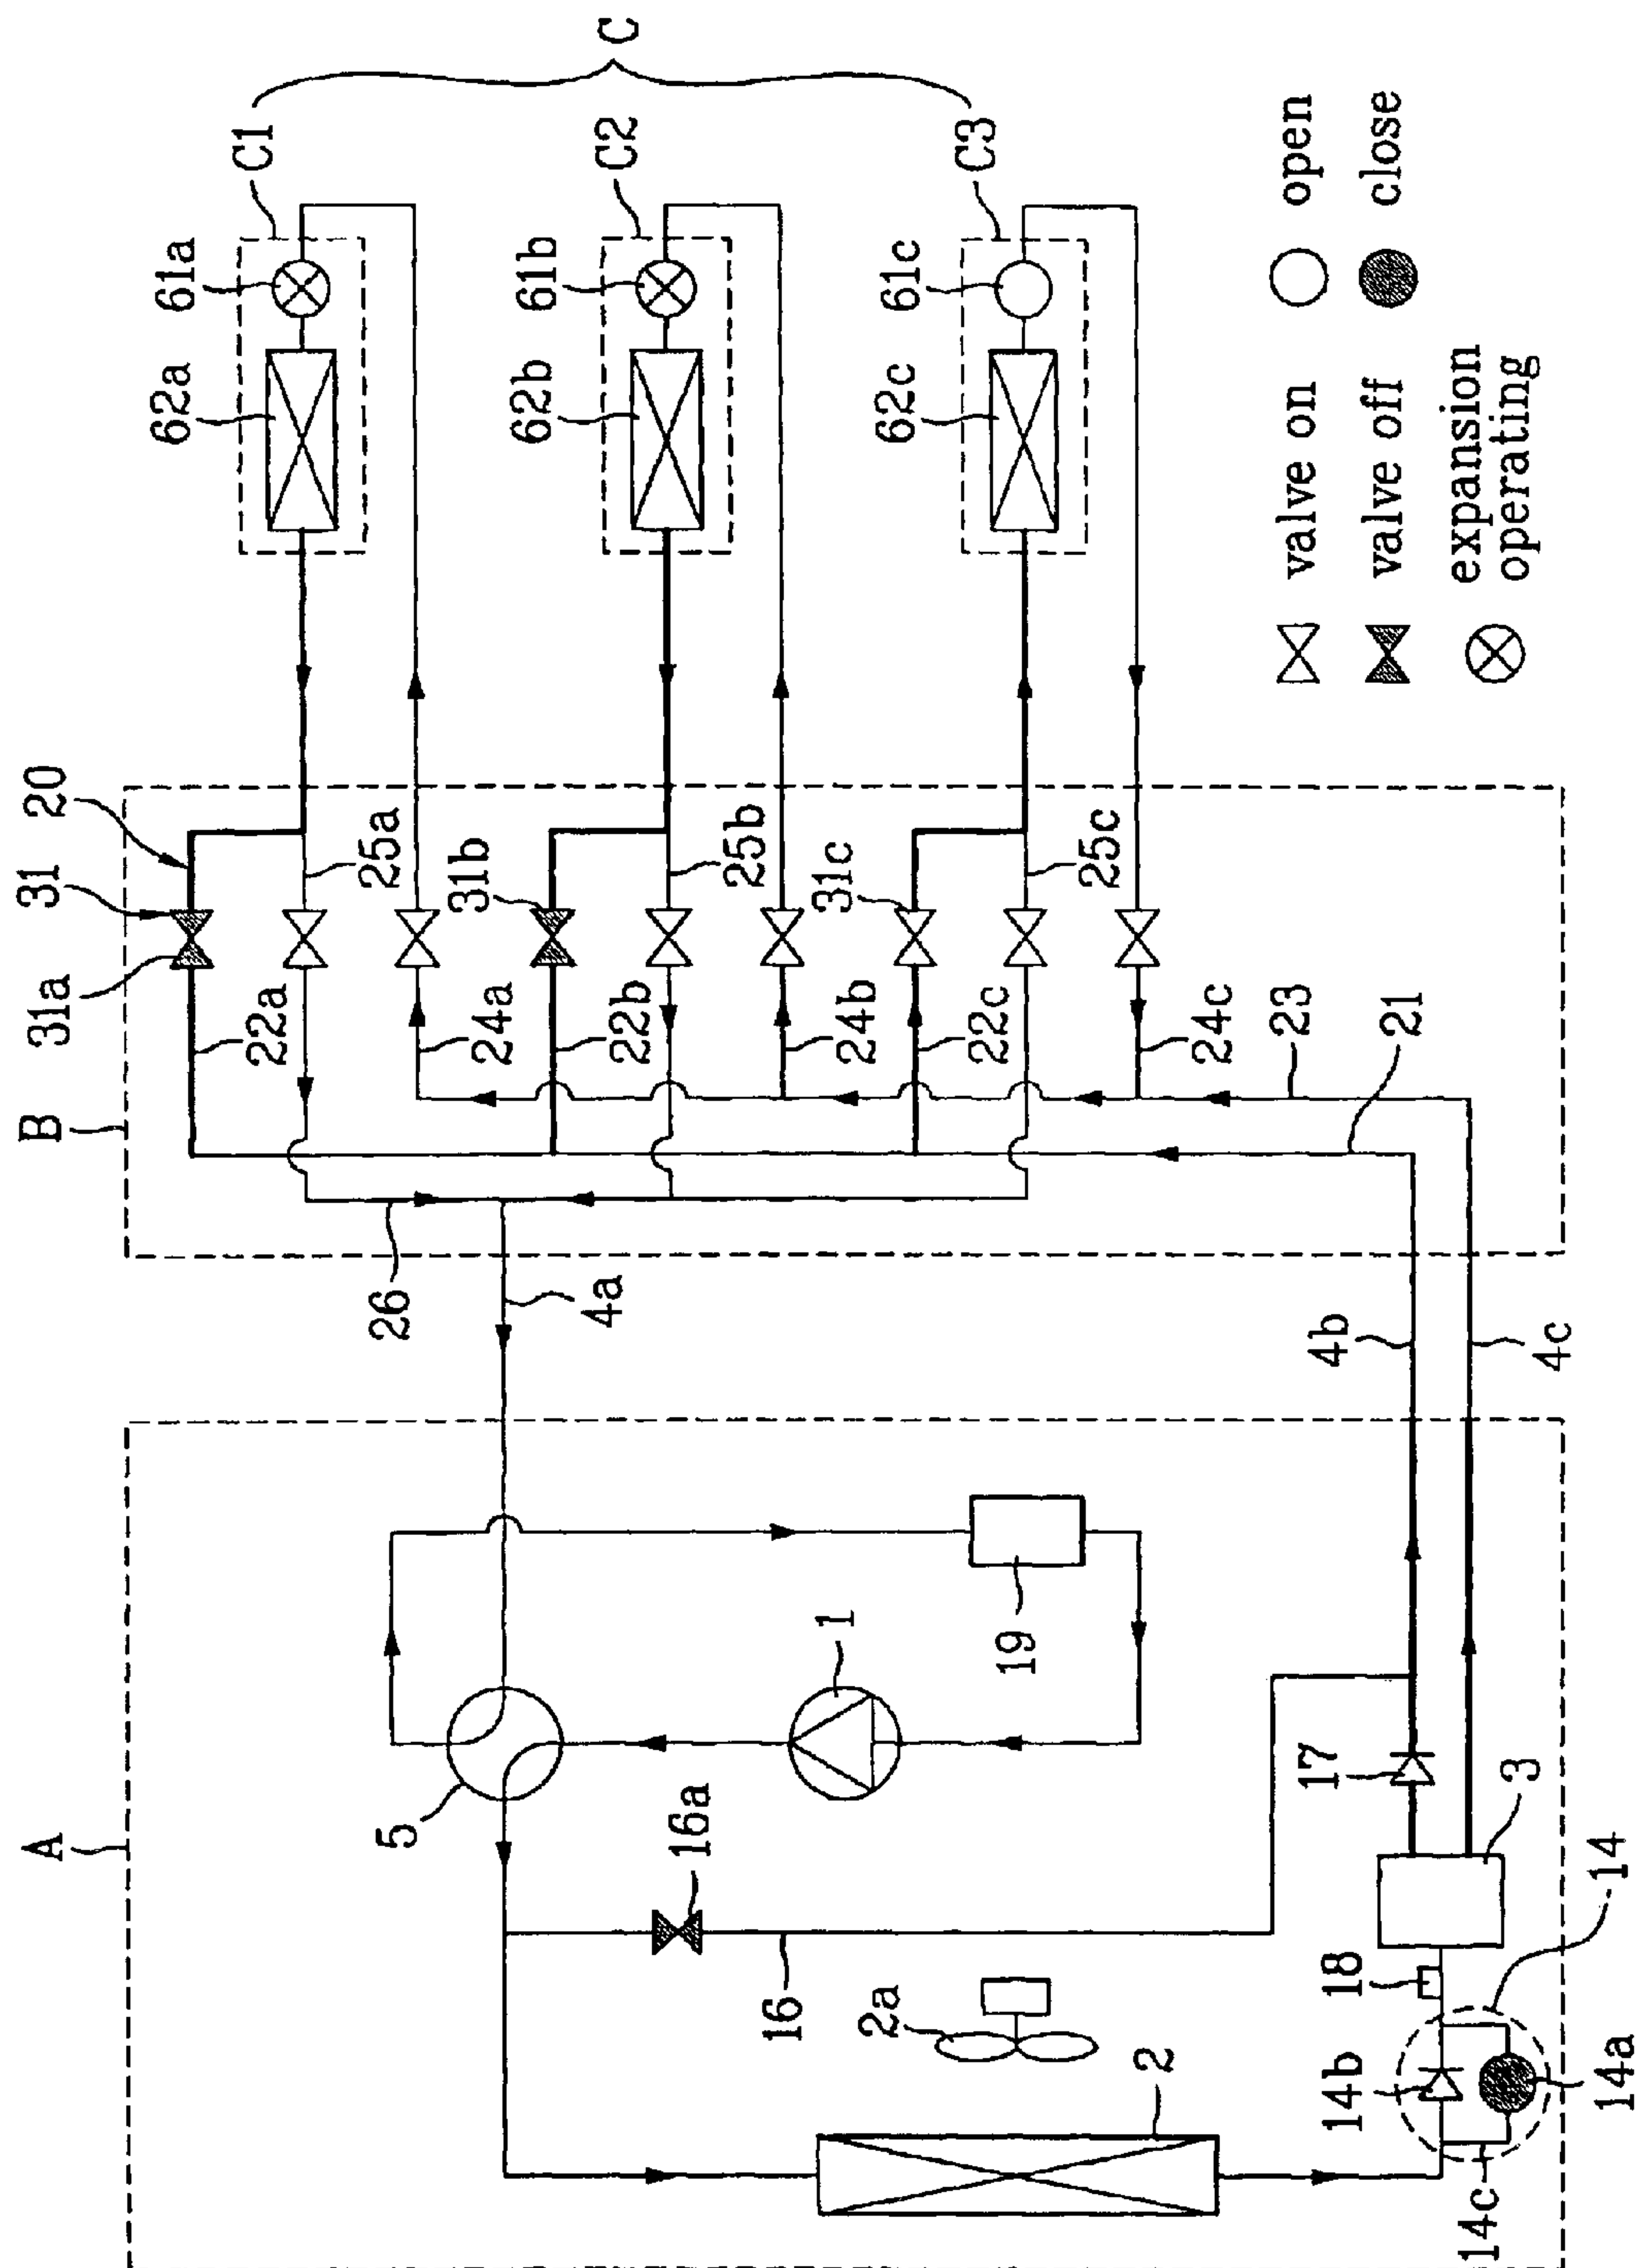 A
B
C
20
31
31a
C1
61a
62a
22a
25a
24a
31b
C2
61b
62b
22b
25b
24b
31c
C3
61c
62c
22c
25c
24c
23
21
26
4a
4b
4c
5
1
19
16a
16
2a
2
17
3
18
14
14b
14a
14c
valve on
open
valve off
close
expansion
operating